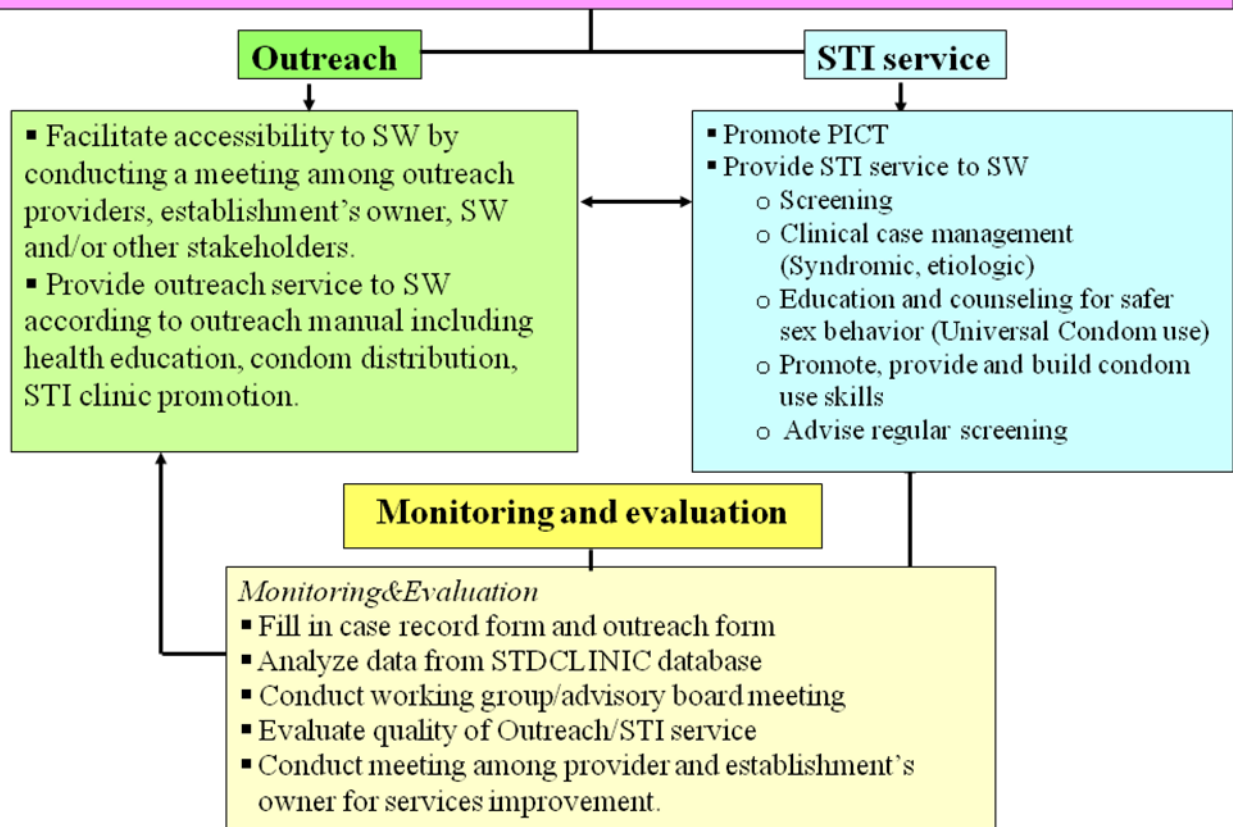 Outreach
STI service
▪ Facilitate accessibility to SW by
conducting a meeting among outreach
providers, establishment’s owner, SW
and/or other stakeholders.
▪ Provide outreach service to SW
according to outreach manual including
health education, condom distribution,
STI clinic promotion.
▪ Promote PICT
▪ Provide STI service to SW
o Screening
o Clinical case management
(Syndromic, etiologic)
o Education and counseling for safer
sex behavior (Universal Condom use)
o Promote, provide and build condom
use skills
o Advise regular screening
Monitoring and evaluation
Monitoring&Evaluation
▪ Fill in case record form and outreach form
▪ Analyze data from STDCLINIC database
▪ Conduct working group/advisory board meeting
▪ Evaluate quality of Outreach/STI service
▪ Conduct meeting among provider and establishment’s
owner for services improvement.